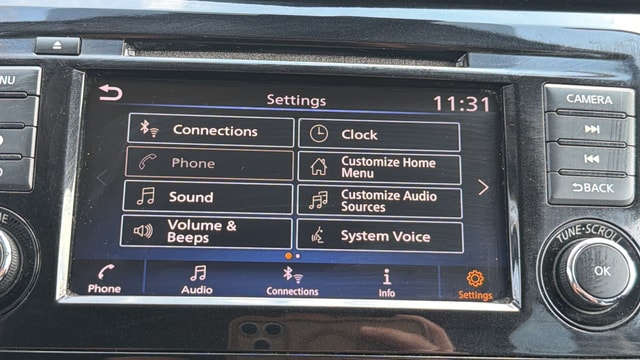 Settings
11:31
Connections
Clock
Phone
Customize Home
Menu
Sound
Customize Audio
Sources
Volume &
Beeps
System Voice
Phone
Audio
Connections
Info
Settings
CAMERA
BACK
TUNE·SCROLL
OK